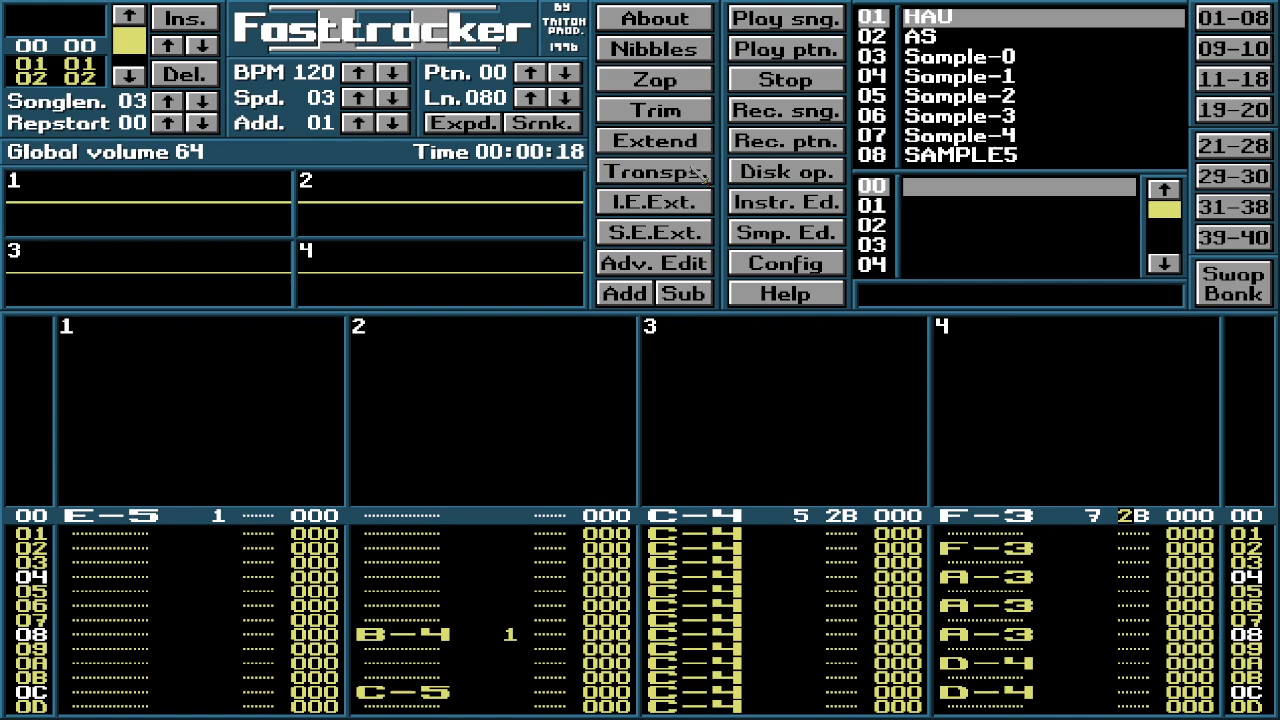 00 00
01 01
02 02
Ins.
Del.
Songlen. 03
Repstart 00
Fasttracker
BY
TRITON
PROD.
1996
BPM 120
Spd. 03
Add. 01
Ptn. 00
Ln. 080
Expd. Srnk.
Global volume 64
Time 00:00:18
1
2
3
4
About
Nibbles
Zap
Trim
Extend
Transps.
I.E.Ext.
S.E.Ext.
Adv. Edit
Add Sub
Play sng.
Play ptn.
Stop
Rec. sng.
Rec. ptn.
Disk op.
Instr. Ed.
Smp. Ed.
Config
Help
01 HAU
02 AS
03 Sample-0
04 Sample-1
05 Sample-2
06 Sample-3
07 Sample-4
08 SAMPLE5
00
01
02
03
04
01-08
09-10
11-18
19-20
21-28
29-30
31-38
39-40
Swap
Bank
1 2 3 4
00 E-5 1 000 000 C-4 5 2B 000 F-3 7 2B 000 00
01 000 000 C-4 000 000 01
02 000 000 C-4 000 F-3 000 02
03 000 000 C-4 000 000 03
04 000 000 C-4 000 A-3 000 04
05 000 000 C-4 000 000 05
06 000 000 C-4 000 A-3 000 06
07 000 000 C-4 000 000 07
08 000 B-4 1 000 C-4 000 A-3 000 08
09 000 000 C-4 000 000 09
0A 000 000 C-4 000 D-4 000 0A
0B 000 000 C-4 000 000 0B
0C 000 C-5 000 C-4 000 D-4 000 0C
0D 000 000 C-4 000 000 0D